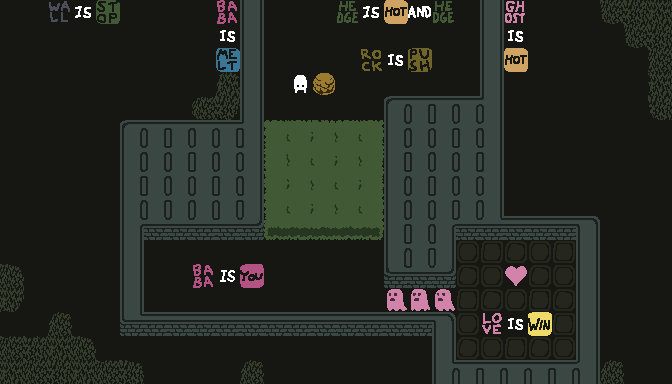 WALL IS STOP
BABA IS MELT
HEDGE IS HOT AND HEDGE
ROCK IS PUSH
GHOST IS HOT
BABA IS YOU
LOVE IS WIN